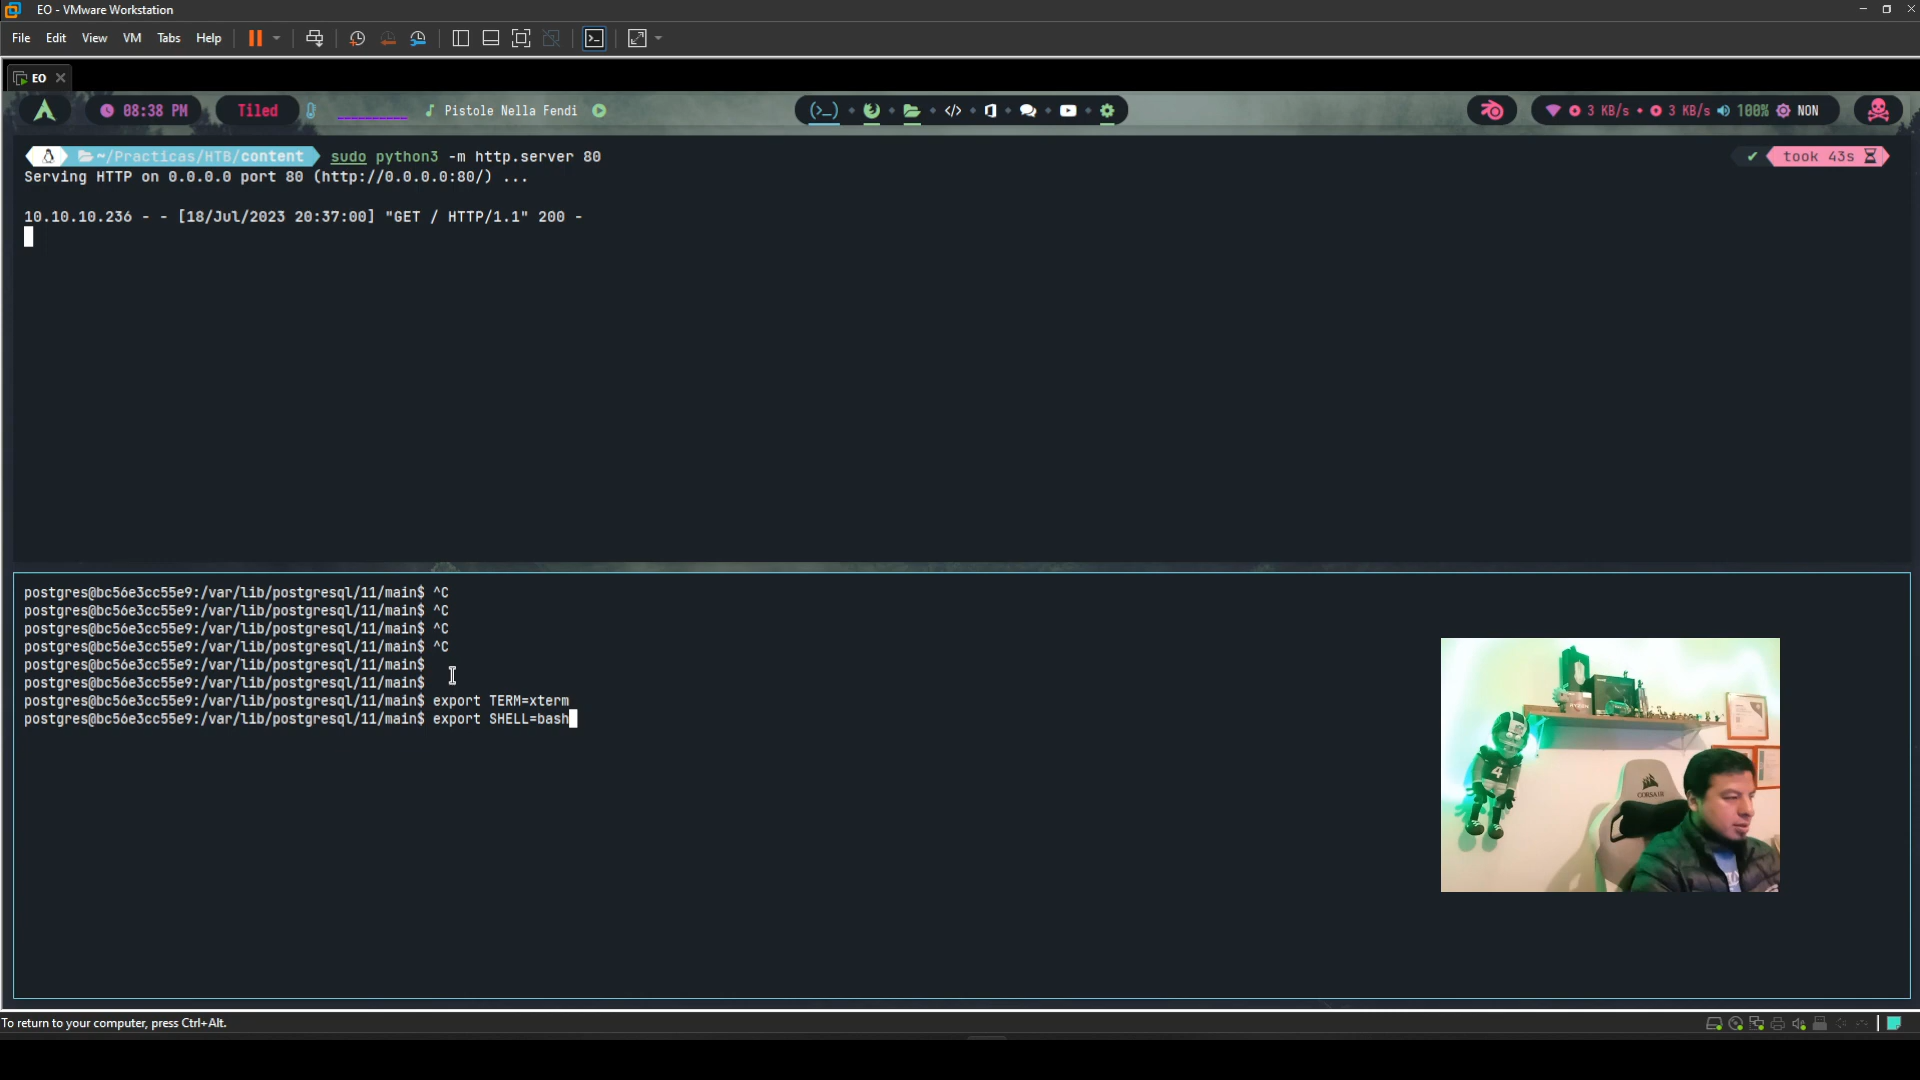 EO - VMware Workstation
File Edit View VM Tabs Help
EO
08:38 PM Tiled Pistole Nella Fendi (>_) </> 3 KB/s 3 KB/s 100% NON
~/Practicas/HTB/content sudo python3 -m http.server 80 ✔ took 43s
Serving HTTP on 0.0.0.0 port 80 (http://0.0.0.0:80/) ...
10.10.10.236 - - [18/Jul/2023 20:37:00] "GET / HTTP/1.1" 200 -
postgres@bc56e3cc55e9:/var/lib/postgresql/11/main$ ^C
postgres@bc56e3cc55e9:/var/lib/postgresql/11/main$ ^C
postgres@bc56e3cc55e9:/var/lib/postgresql/11/main$ ^C
postgres@bc56e3cc55e9:/var/lib/postgresql/11/main$ ^C
postgres@bc56e3cc55e9:/var/lib/postgresql/11/main$
postgres@bc56e3cc55e9:/var/lib/postgresql/11/main$
postgres@bc56e3cc55e9:/var/lib/postgresql/11/main$ export TERM=xterm
postgres@bc56e3cc55e9:/var/lib/postgresql/11/main$ export SHELL=bash
RYZEN
4
CORSAIR
To return to your computer, press Ctrl+Alt.